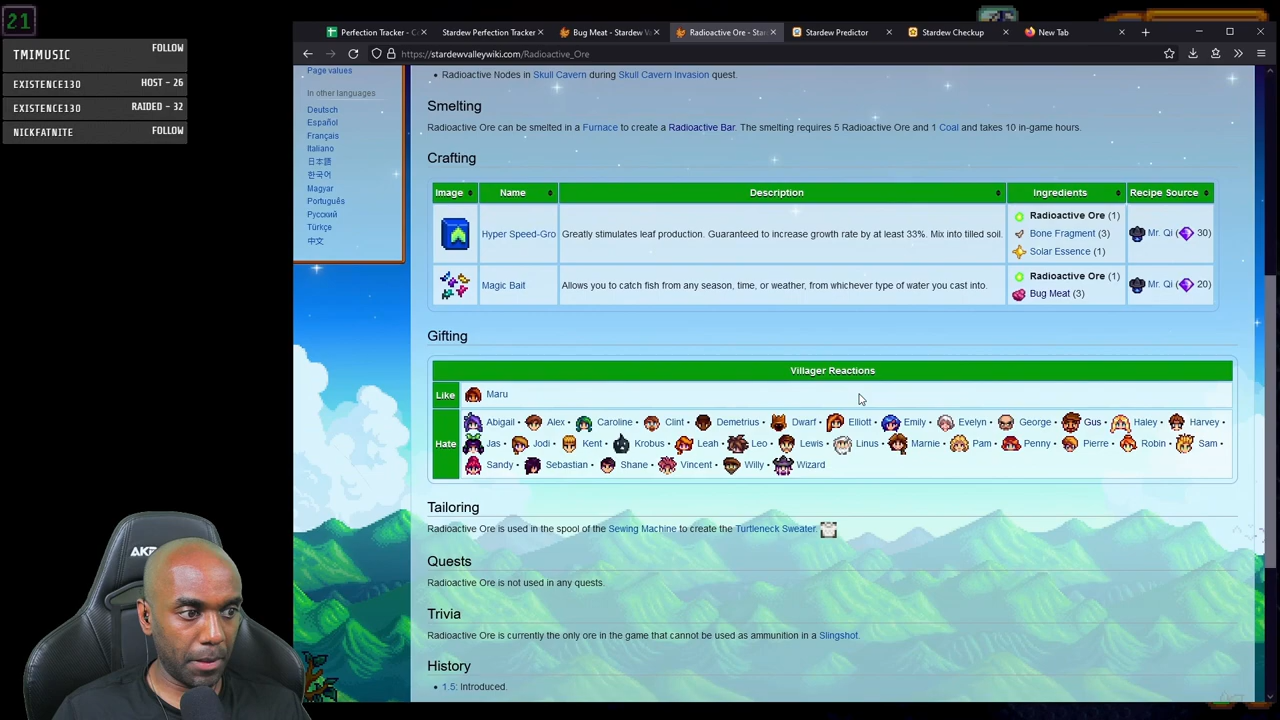 21
TMIMUSIC FOLLOW
EXISTENCE130 HOST - 26
EXISTENCE130 RAIDED - 32
NICKFATNITE FOLLOW
Perfection Tracker - C
Stardew Perfection Tracker
Bug Meat - Stardew V
Radioactive Ore - Sta
Stardew Predictor
Stardew Checkup
New Tab
https://stardewvalleywiki.com/Radioactive_Ore
Page values
In other languages
Deutsch
Español
Français
Italiano
日本語
한국어
Magyar
Português
Русский
Türkçe
中文
• Radioactive Nodes in Skull Cavern during Skull Cavern Invasion quest.
Smelting
Radioactive Ore can be smelted in a Furnace to create a Radioactive Bar. The smelting requires 5 Radioactive Ore and 1 Coal and takes 10 in-game hours.
Crafting
Image Name Description Ingredients Recipe Source
Hyper Speed-Gro Greatly stimulates leaf production. Guaranteed to increase growth rate by at least 33%. Mix into tilled soil. Radioactive Ore (1)
Bone Fragment (3)
Solar Essence (1)
Mr. Qi ( 30)
Magic Bait Allows you to catch fish from any season, time, or weather, from whichever type of water you cast into. Radioactive Ore (1)
Bug Meat (3)
Mr. Qi ( 20)
Gifting
Villager Reactions
Like Maru
Hate Abigail • Alex • Caroline • Clint • Demetrius • Dwarf • Elliott • Emily • Evelyn • George • Gus • Haley • Harvey •
Jas • Jodi • Kent • Krobus • Leah • Leo • Lewis • Linus • Marnie • Pam • Penny • Pierre • Robin • Sam •
Sandy • Sebastian • Shane • Vincent • Willy • Wizard
Tailoring
Radioactive Ore is used in the spool of the Sewing Machine to create the Turtleneck Sweater.
Quests
Radioactive Ore is not used in any quests.
Trivia
Radioactive Ore is currently the only ore in the game that cannot be used as ammunition in a Slingshot.
History
• 1.5: Introduced.